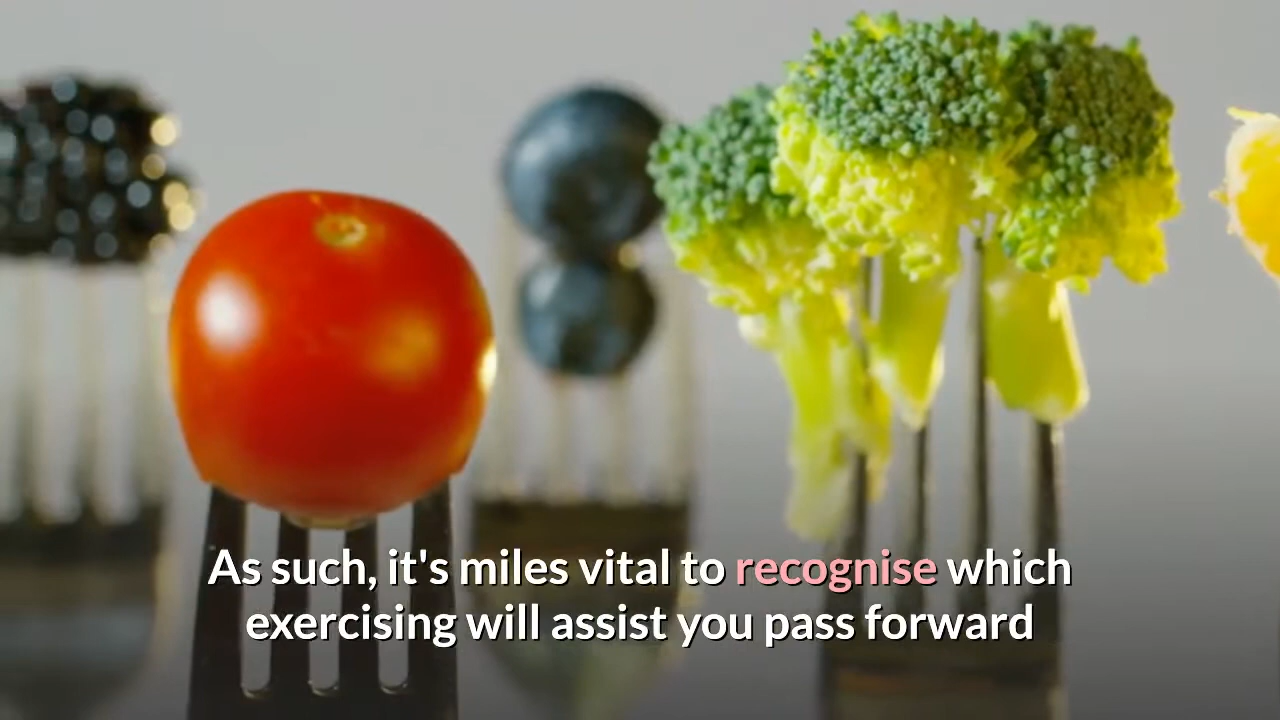 As such, it's miles vital to recognise which
exercising will assist you pass forward